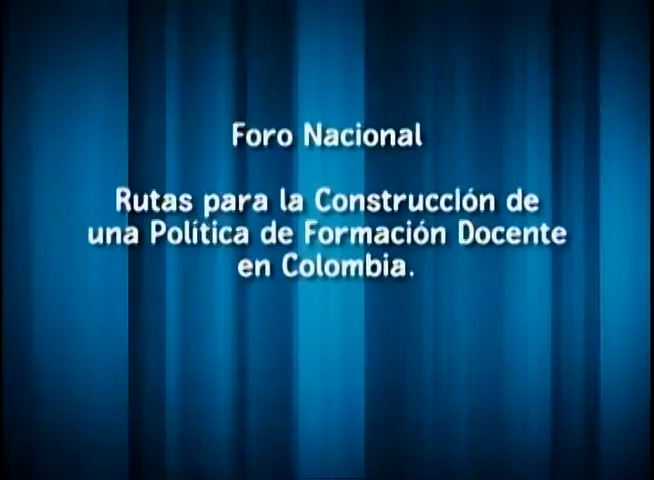 Foro Nacional
Rutas para la Construcción de
una Política de Formación Docente
en Colombia.